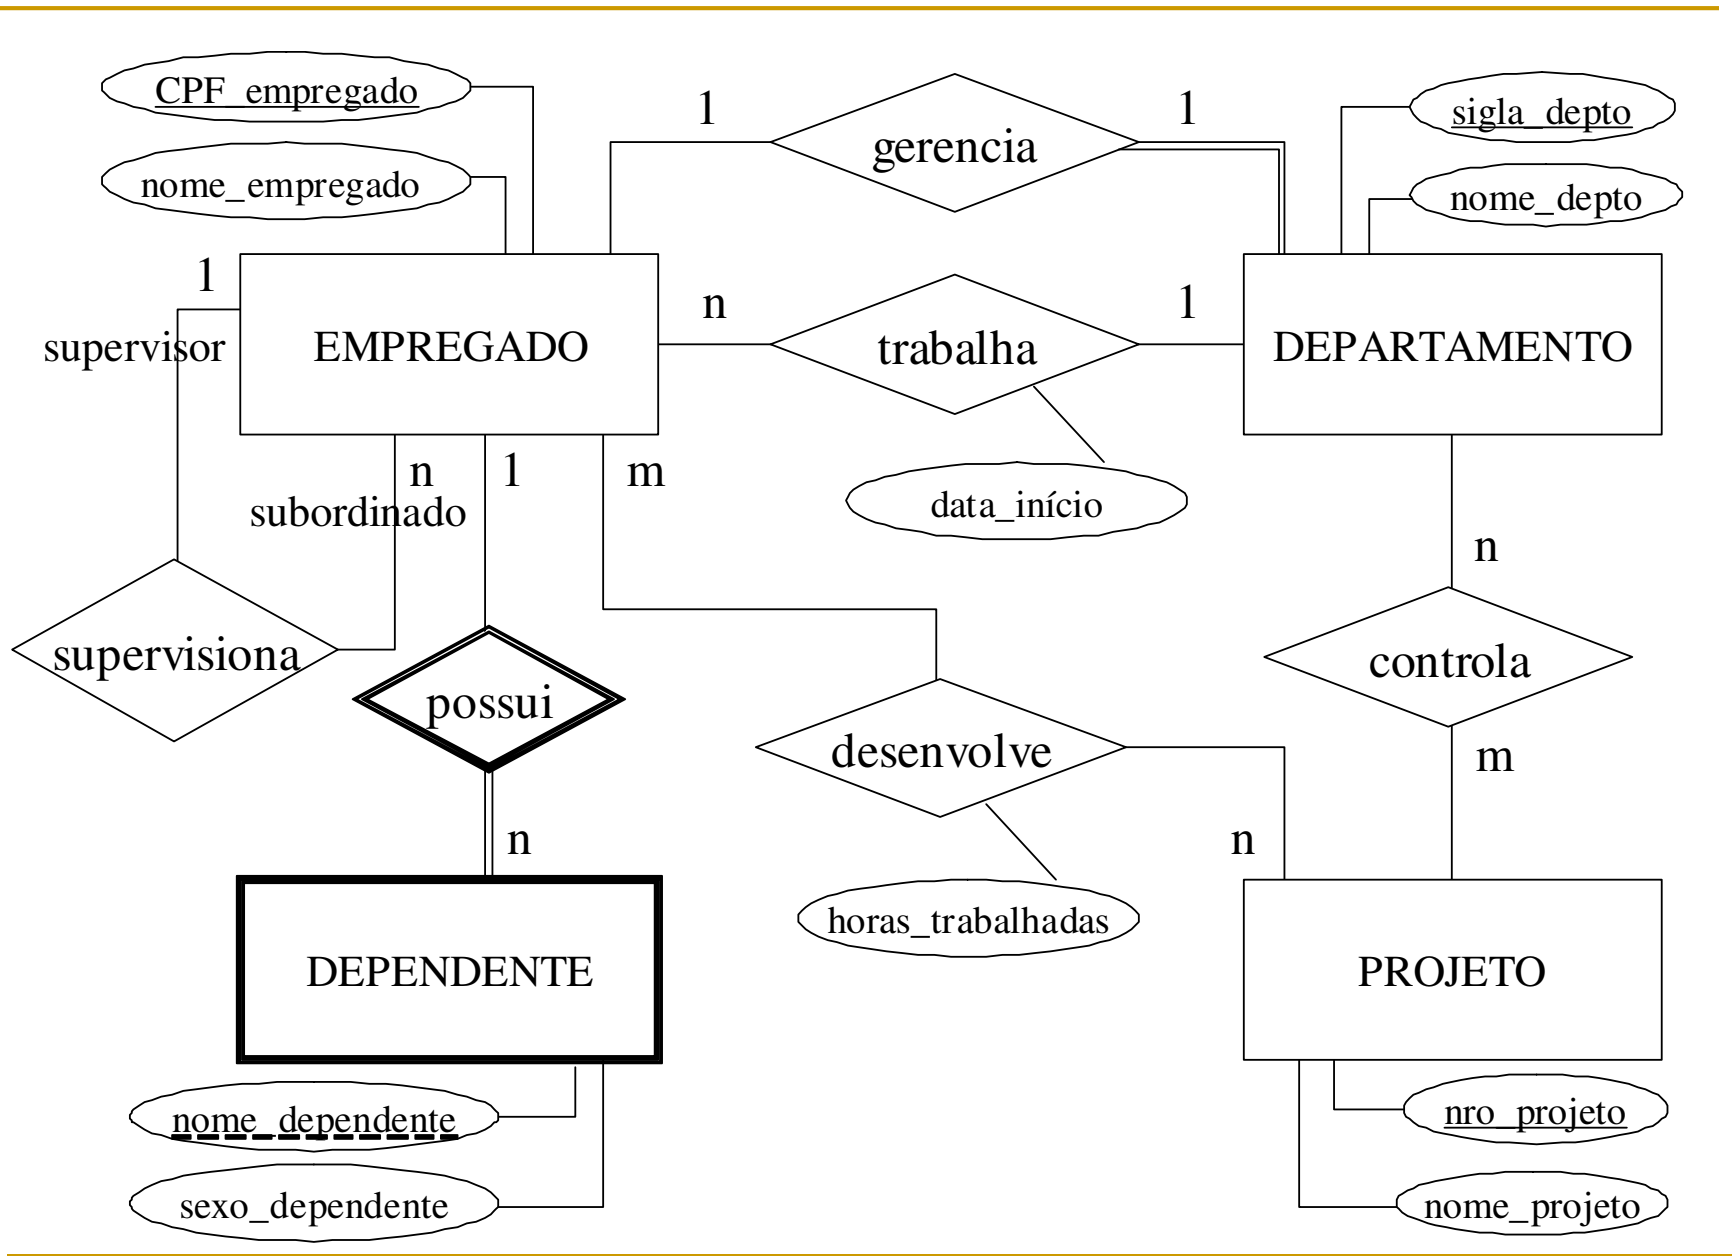 CPF_empregado
1
gerencia
1
sigla_depto
nome_empregado
nome_depto
1
supervisor
EMPREGADO
n
trabalha
1
DEPARTAMENTO
n
subordinado
1
m
data_início
n
supervisiona
possui
desenvolve
controla
m
n
n
DEPENDENTE
horas_trabalhadas
PROJETO
nome_dependente
nro_projeto
sexo_dependente
nome_projeto